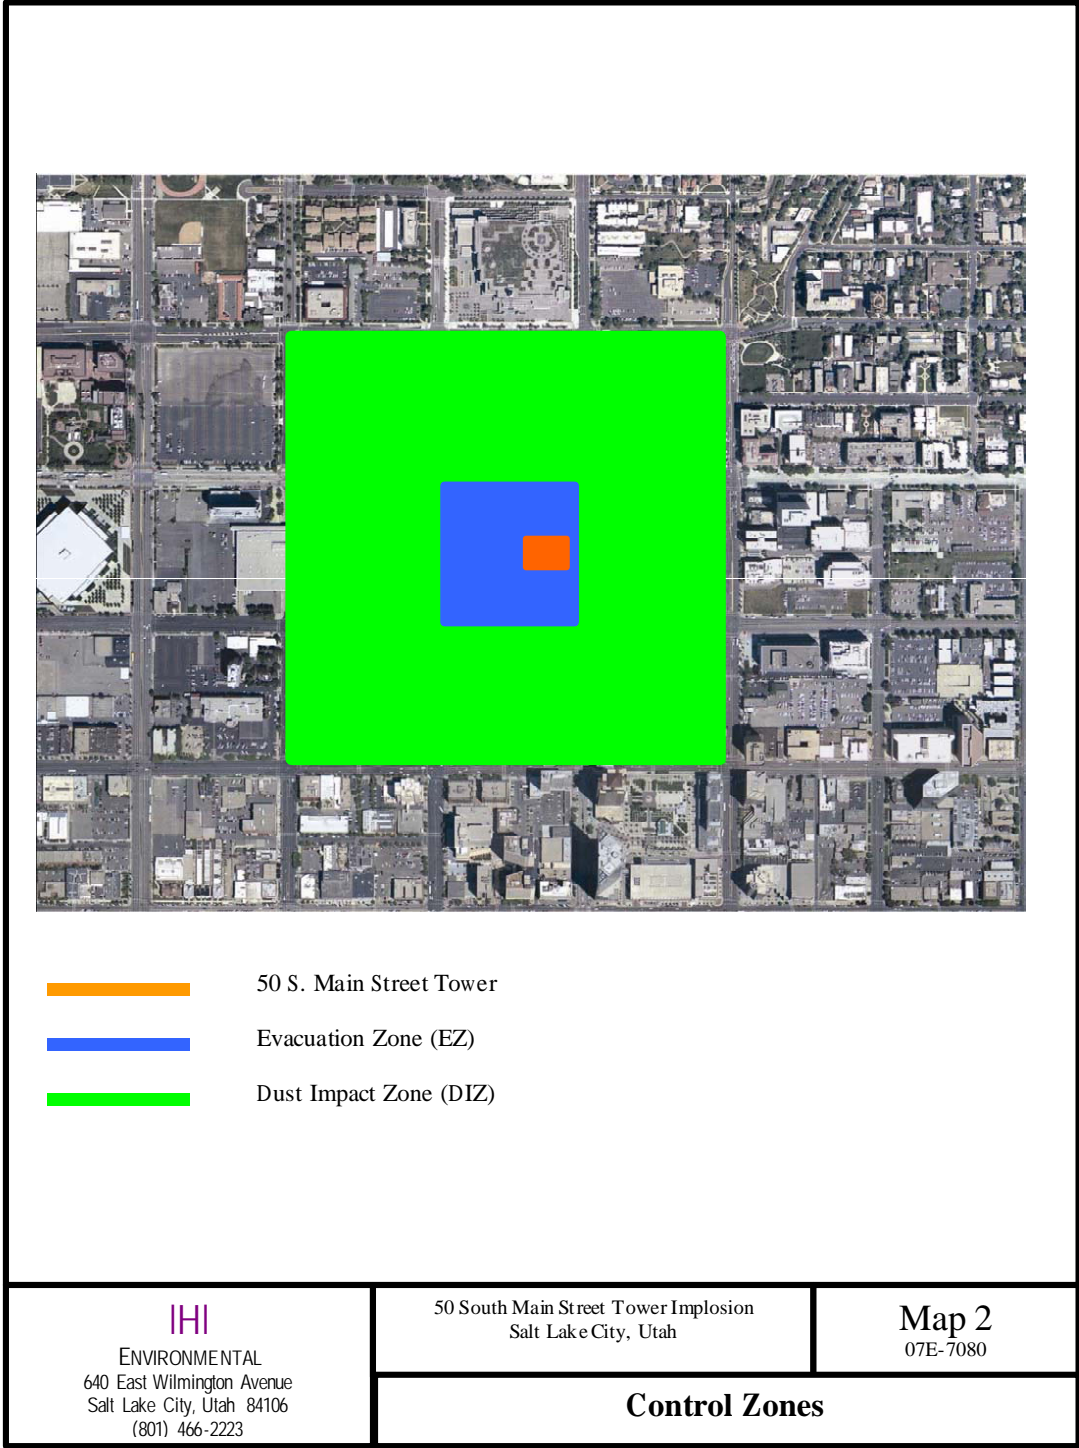 50 S. Main Street Tower
Evacuation Zone (EZ)
Dust Impact Zone (DIZ)
IHI
ENVIRONMENTAL
640 East Wilmington Avenue
Salt Lake City, Utah 84106
(801) 466-2223
50 South Main Street Tower Implosion
Salt Lake City, Utah
Map 2
07E-7080
Control Zones